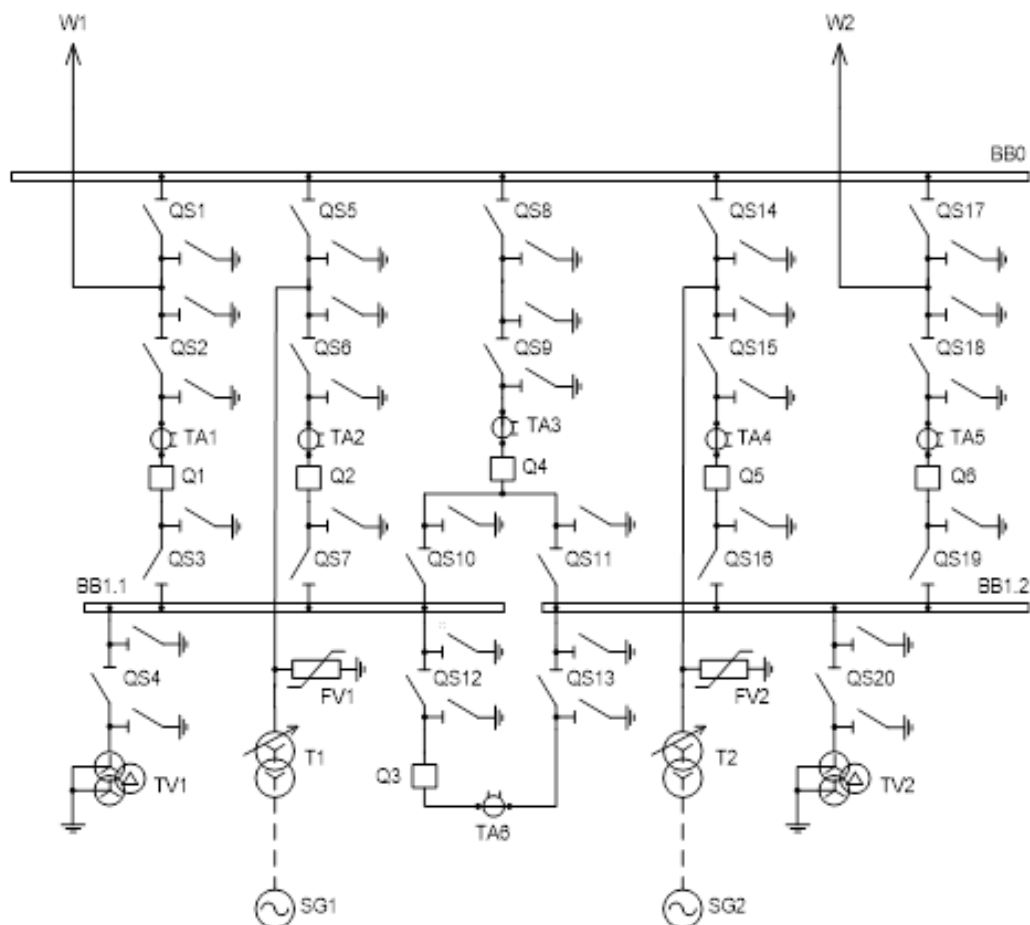 W1 W2
BB0
QS1 QS5 QS8 QS14 QS17
QS2 QS6 QS9 QS15 QS18
TA1 TA2 TA3 TA4 TA5
Q1 Q2 Q4 Q5 Q6
QS3 QS7 QS10 QS11 QS16 QS19
BB1.1 BB1.2
QS4 FV1 QS12 QS13 FV2 QS20
T1 T2
TV1 Q3 TV2
TA6
SG1 SG2